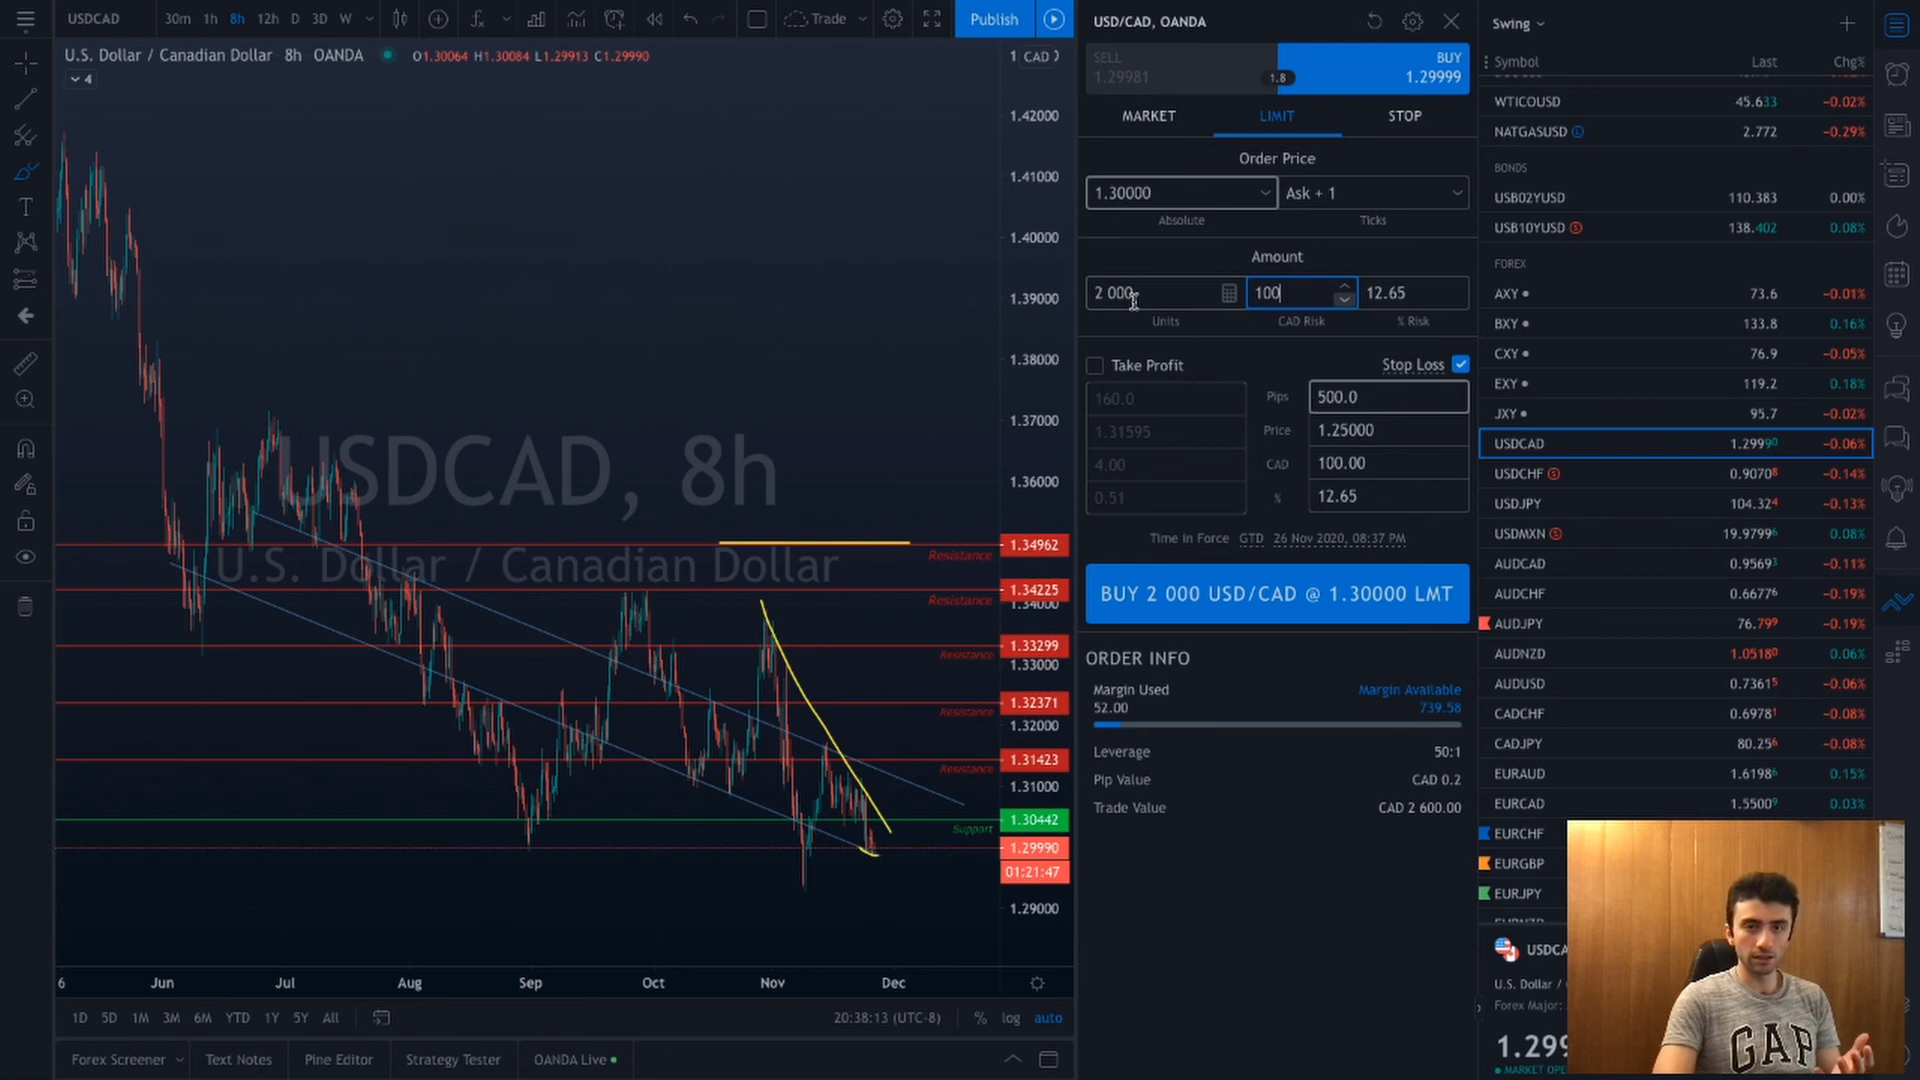 USDCAD 30m 1h 8h 12h D 3D W Trade Publish
U.S. Dollar / Canadian Dollar · 8h OANDA O1.30064 H1.30084 L1.29913 C1.29990
4
CAD
1.42000
1.41000
1.40000
1.39000
1.38000
1.37000
1.36000
1.34962
1.34225
1.34000
1.33299
1.33000
1.32371
1.32000
1.31423
1.31000
1.30442
1.29990
01:21:47
1.29000
USDCAD, 8h
U.S. Dollar / Canadian Dollar
Resistance
Resistance
Resistance
Resistance
Resistance
Support
6 Jun Jul Aug Sep Oct Nov Dec
1D 5D 1M 3M 6M YTD 1Y 5Y All 20:38:13 (UTC-8) % log auto
Forex Screener Text Notes Pine Editor Strategy Tester OANDA Live
USD/CAD, OANDA
SELL BUY
1.29981 1.8 1.29999
MARKET LIMIT STOP
Order Price
1.30000 Ask + 1
Absolute Ticks
Amount
2 000 100 12.65
Units CAD Risk % Risk
Take Profit Stop Loss
160.0 Pips 500.0
1.31595 Price 1.25000
4.00 CAD 100.00
0.51 % 12.65
Time in Force GTD 26 Nov 2020, 08:37 PM
BUY 2 000 USD/CAD @ 1.30000 LMT
ORDER INFO
Margin Used Margin Available
52.00 739.58
Leverage 50:1
Pip Value CAD 0.2
Trade Value CAD 2 600.00
Swing
Symbol Last Chg%
WTICOUSD 45.633 −0.02%
NATGASUSD 2.772 −0.29%
BONDS
USB02YUSD 110.383 0.00%
USB10YUSD 138.402 0.08%
FOREX
AXY 73.6 −0.01%
BXY 133.8 0.16%
CXY 76.9 −0.05%
EXY 119.2 0.18%
JXY 95.7 −0.02%
USDCAD 1.29990 −0.06%
USDCHF 0.90708 −0.14%
USDJPY 104.324 −0.13%
USDMXN 19.97996 0.08%
AUDCAD 0.95693 −0.11%
AUDCHF 0.66776 −0.19%
AUDJPY 76.799 −0.19%
AUDNZD 1.05180 0.06%
AUDUSD 0.73615 −0.06%
CADCHF 0.69781 −0.08%
CADJPY 80.256 −0.08%
EURAUD 1.61985 0.15%
EURCAD 1.55009 0.03%
EURCHF
EURGBP
EURJPY
USDCA
U.S. Dollar /
Forex Major:
1.299
MARKET OPE
GAP